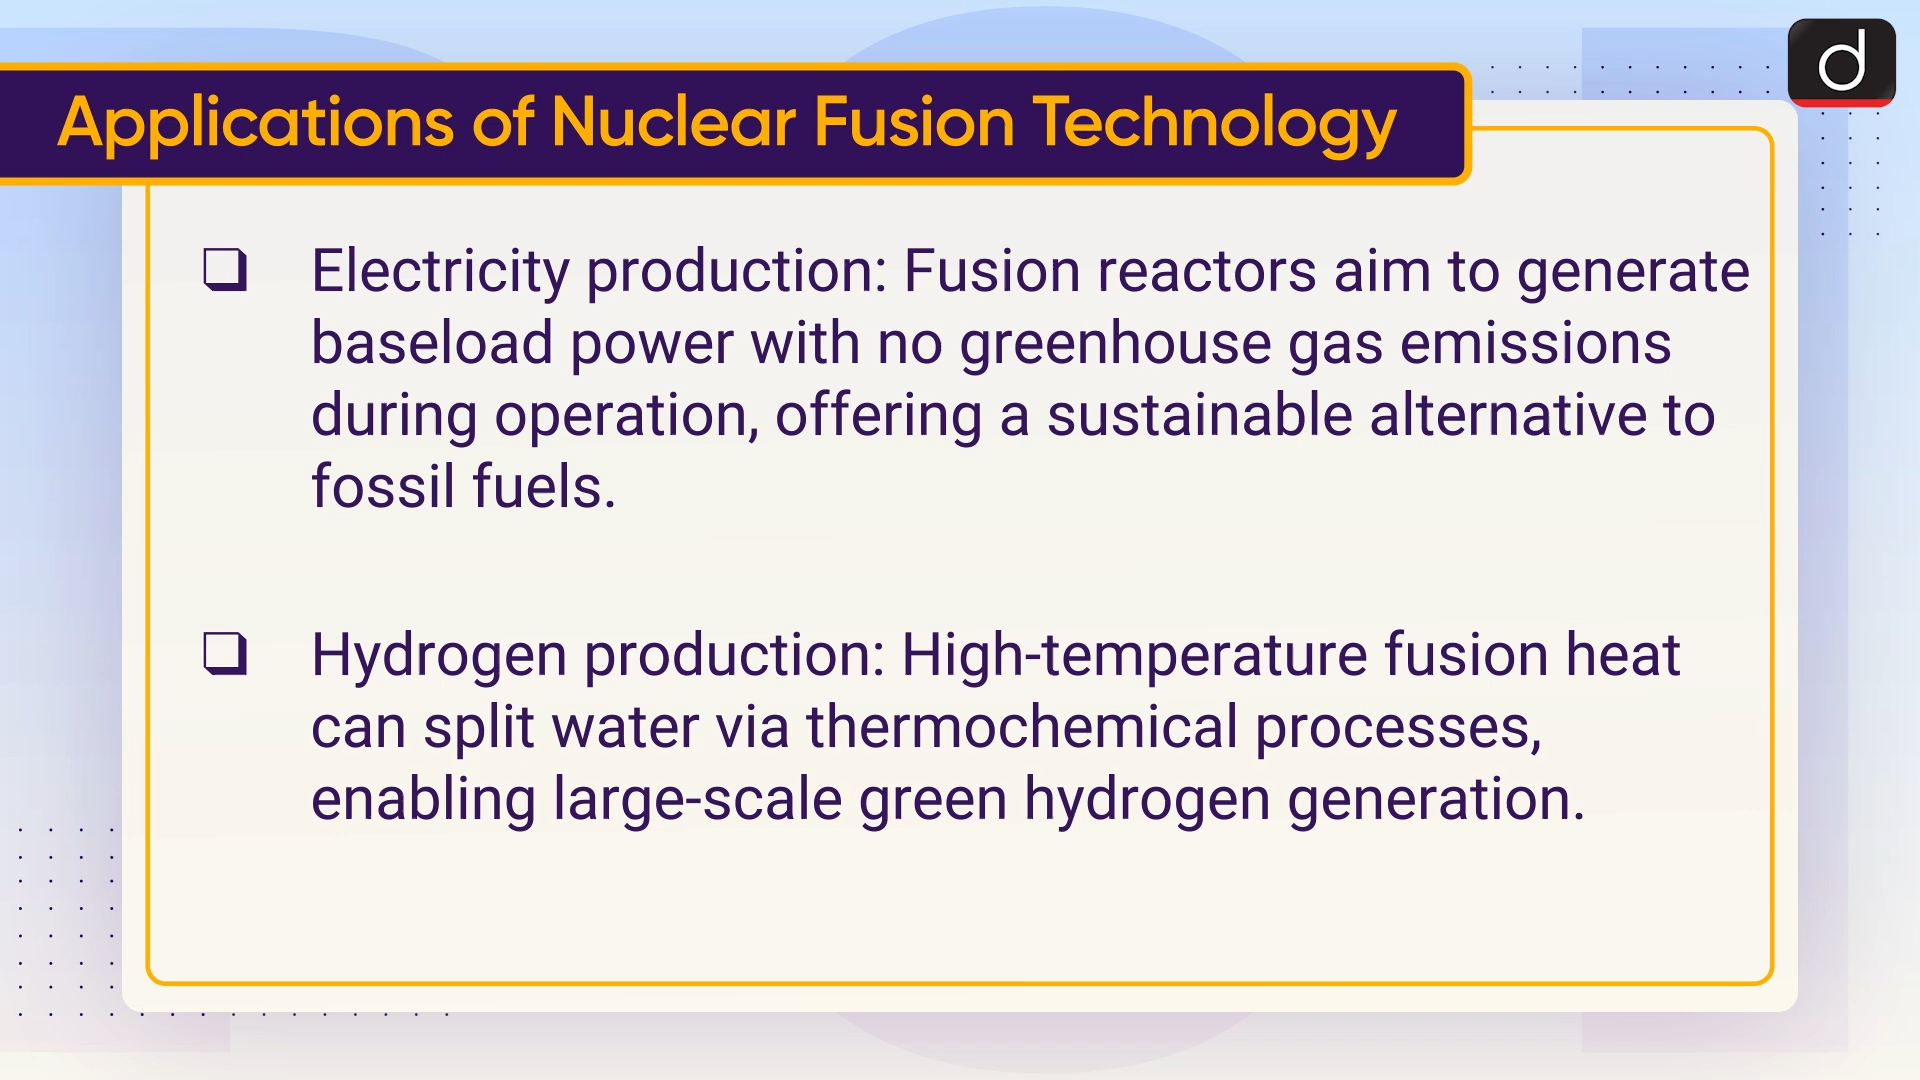 d
Applications of Nuclear Fusion Technology
❑ Electricity production: Fusion reactors aim to generate
baseload power with no greenhouse gas emissions
during operation, offering a sustainable alternative to
fossil fuels.
❑ Hydrogen production: High-temperature fusion heat
can split water via thermochemical processes,
enabling large-scale green hydrogen generation.